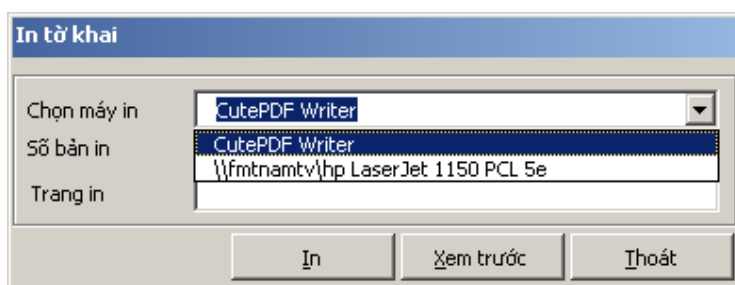 In tờ khai
Chọn máy in CutePDF Writer
Số bản in CutePDF Writer
\\fmtnamtv\hp LaserJet 1150 PCL 5e
Trang in
In Xem trước Thoát